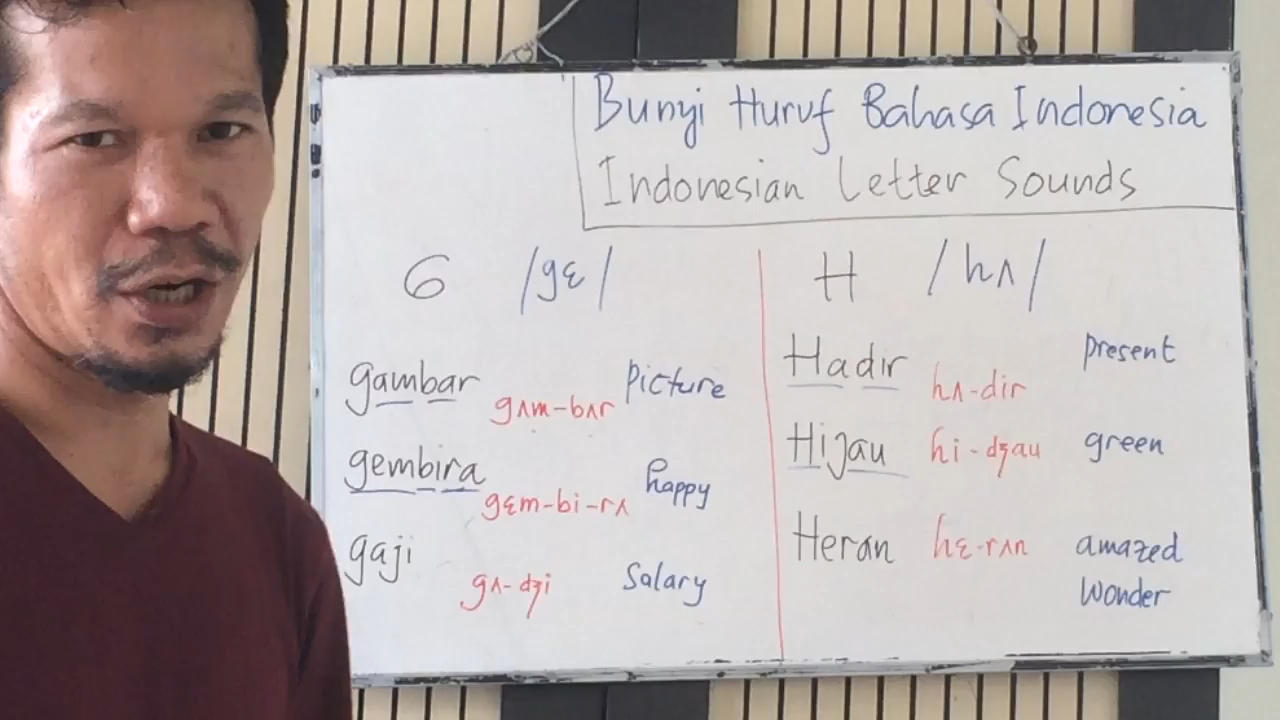 Bunyi Huruf Bahasa Indonesia
Indonesian Letter Sounds
G /gɛ/
gambar gʌm-bʌr picture
gembira gɛm-bi-rʌ happy
gaji gʌ-dʒi Salary
H /hʌ/
Hadir hʌ-dir present
Hijau hi-dʒau green
Heran hɛ-rʌn amazed
wonder